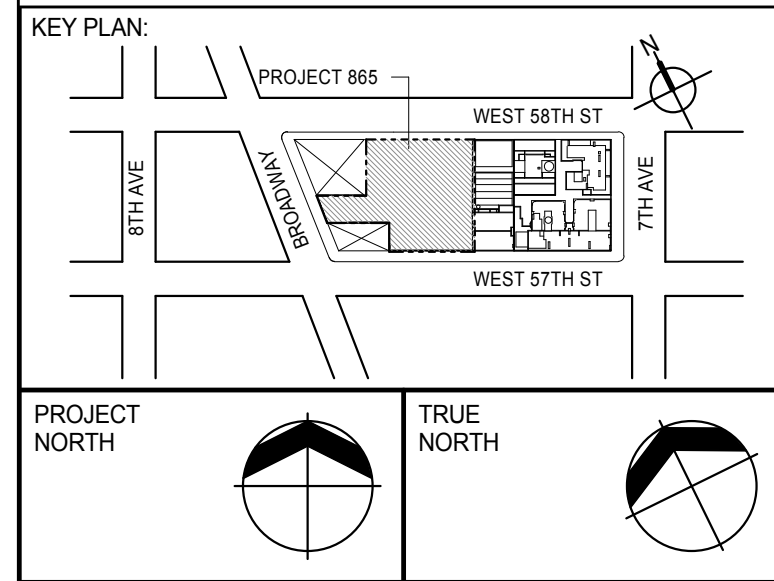 KEY PLAN:
N
PROJECT 865
WEST 58TH ST
8TH AVE
BROADWAY
7TH AVE
WEST 57TH ST
PROJECT
NORTH
TRUE
NORTH